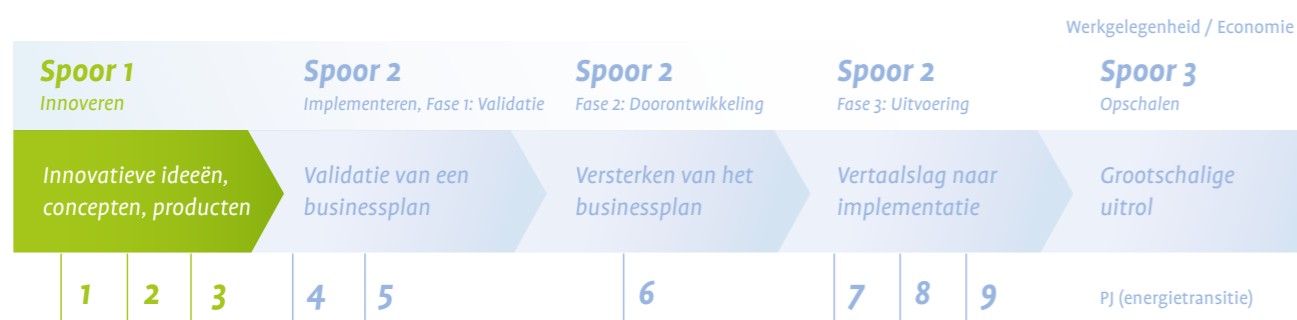 Werkgelegenheid / Economie
Spoor 1
Innoveren
Spoor 2
Implementeren, Fase 1: Validatie
Spoor 2
Fase 2: Doorontwikkeling
Spoor 2
Fase 3: Uitvoering
Spoor 3
Opschalen
Innovatieve ideeën,
concepten, producten
Validatie van een
businessplan
Versterken van het
businessplan
Vertaalslag naar
implementatie
Grootschalige
uitrol
1
2
3
4
5
6
7
8
9
PJ (energietransitie)